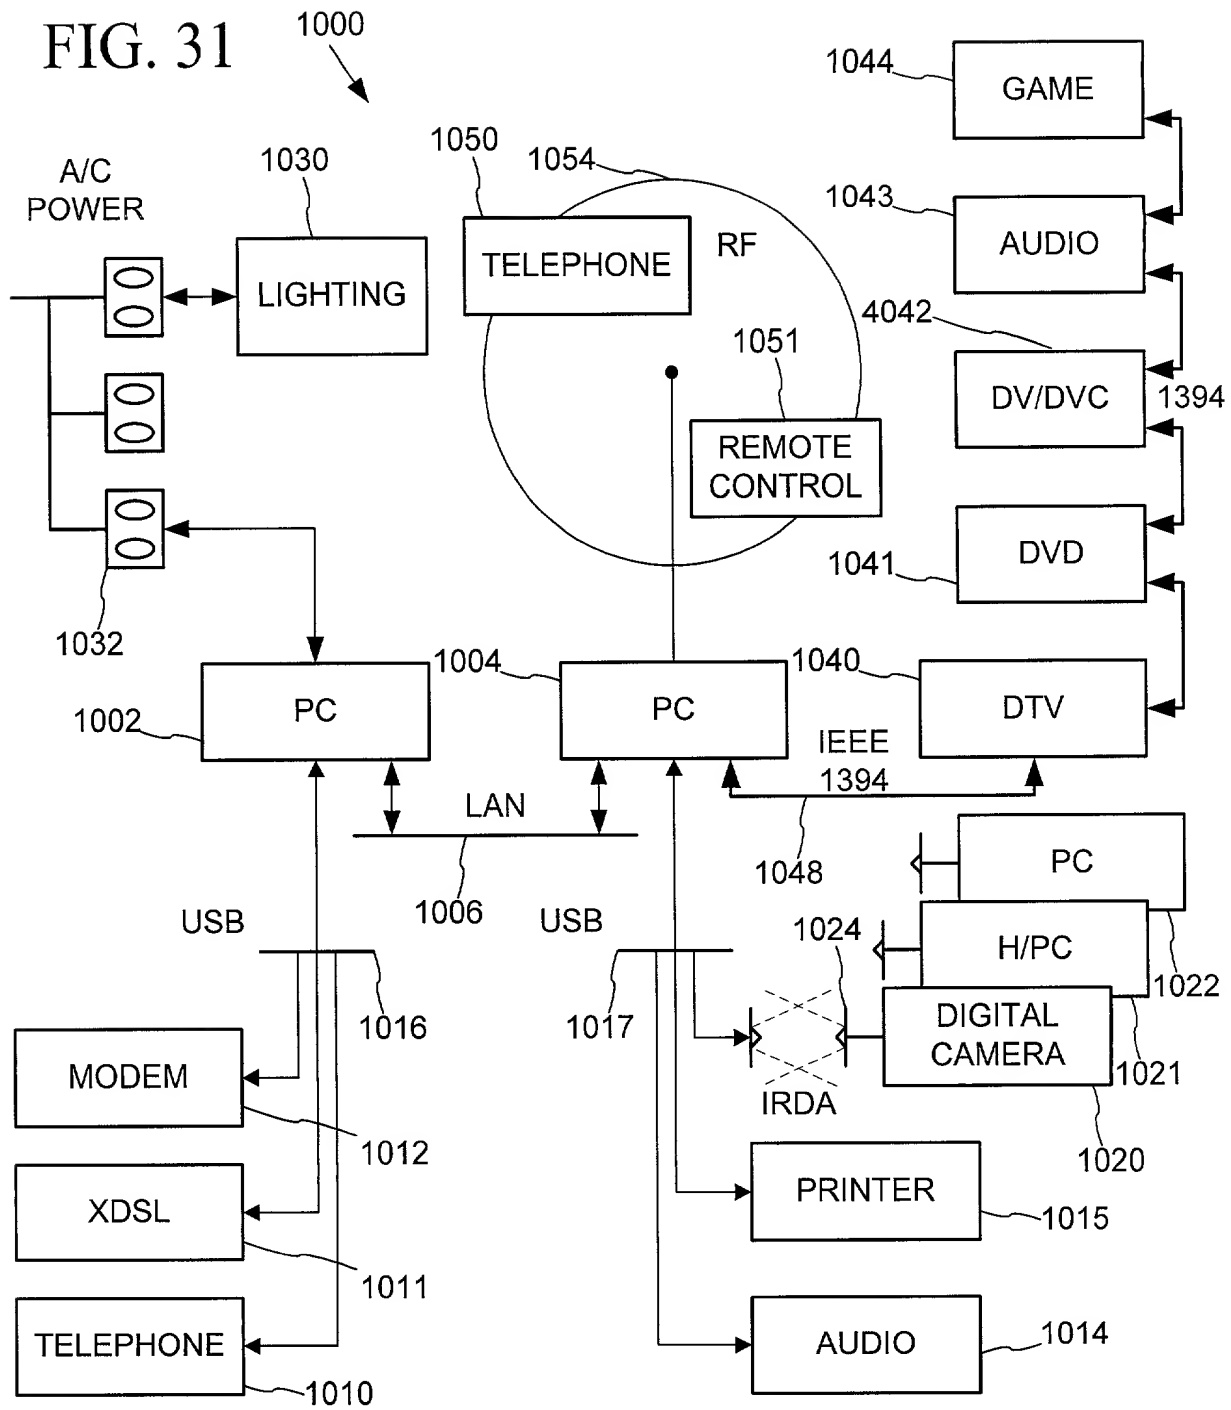 FIG. 31
1000
1044
GAME
1050
1054
A/C
POWER
1030
1043
AUDIO
TELEPHONE
RF
LIGHTING
4042
1051
DV/DVC
1394
REMOTE
CONTROL
DVD
1041
1032
1004
1040
PC
PC
DTV
1002
IEEE
1394
LAN
1048
PC
1006
USB
USB
1024
H/PC
1022
1016
1017
DIGITAL
CAMERA
1021
MODEM
IRDA
1012
1020
PRINTER
XDSL
1015
1011
TELEPHONE
AUDIO
1014
1010